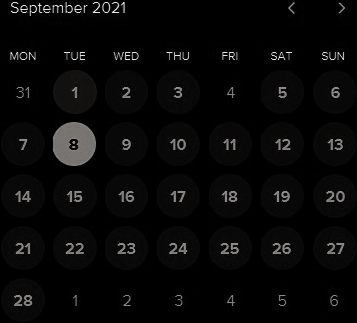 September 2021
MON TUE WED THU FRI SAT SUN
31 1 2 3 4 5 6
7 8 9 10 11 12 13
14 15 16 17 18 19 20
21 22 23 24 25 26 27
28 1 2 3 4 5 6